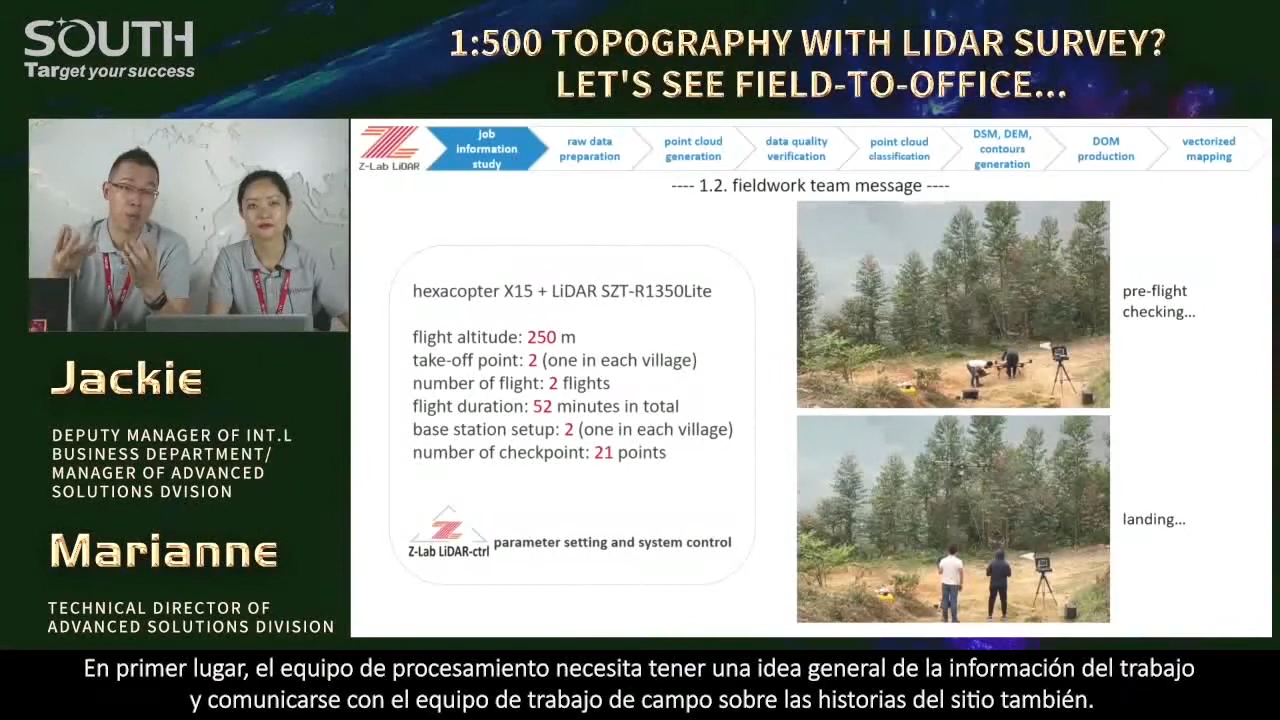 SOUTH
Target your success
1:500 TOPOGRAPHY WITH LIDAR SURVEY?
LET'S SEE FIELD-TO-OFFICE...
Z-Lab LiDAR
Job
information
study
raw data
preparation
point cloud
generation
data quality
verification
point cloud
classification
DSM, DEM,
contours
generation
DOM
production
vectorized
mapping
---- 1.2. fieldwork team message ----
hexacopter X15 + LiDAR SZT-R1350Lite
flight altitude: 250 m
take-off point: 2 (one in each village)
number of flight: 2 flights
flight duration: 52 minutes in total
base station setup: 2 (one in each village)
number of checkpoint: 21 points
Z-Lab LiDAR-ctrl
parameter setting and system control
pre-flight
checking...
landing...
Jackie
DEPUTY MANAGER OF INT.L
BUSINESS DEPARTMENT/
MANAGER OF ADVANCED
SOLUTIONS DVISION
Marianne
TECHNICAL DIRECTOR OF
ADVANCED SOLUTIONS DIVISION
En primer lugar, el equipo de procesamiento necesita tener una idea general de la información del trabajo
y comunicarse con el equipo de trabajo de campo sobre las historias del sitio también.